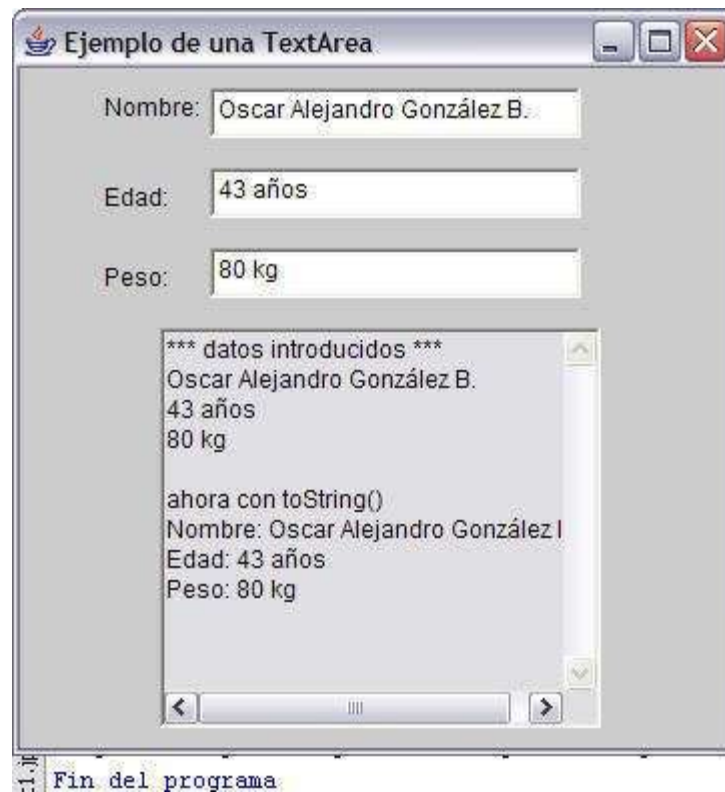 Ejemplo de una TextArea
Nombre: Oscar Alejandro González B.
Edad: 43 años
Peso: 80 kg
*** datos introducidos ***
Oscar Alejandro González B.
43 años
80 kg
ahora con toString()
Nombre: Oscar Alejandro González
Edad: 43 años
Peso: 80 kg
Fin del programa